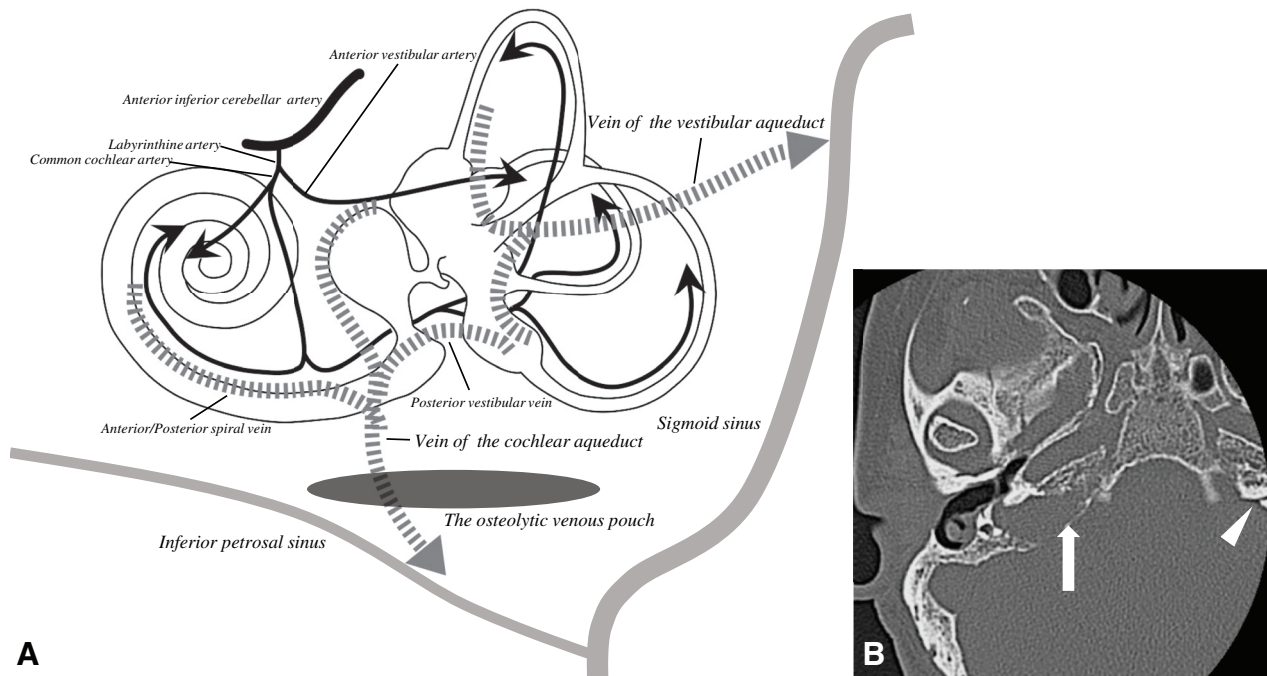 Anterior vestibular artery
Anterior inferior cerebellar artery
Vein of the vestibular aqueduct
Labyrinthine artery
Common cochlear artery
Posterior vestibular vein
Anterior/Posterior spiral vein
Sigmoid sinus
Vein of the cochlear aqueduct
The osteolytic venous pouch
Inferior petrosal sinus
A
B